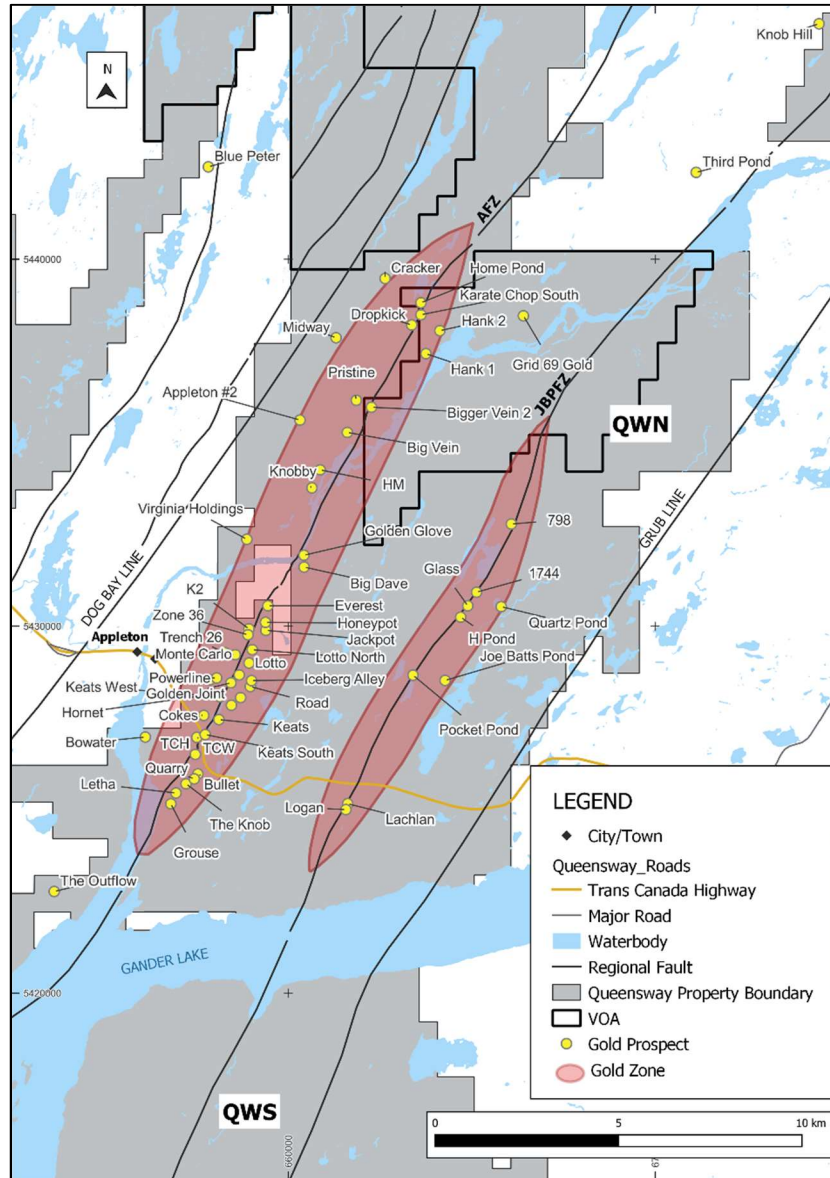 Knob Hill
N
Blue Peter
Third Pond
AFZ
5440000
Cracker
Home Pond
Karate Chop South
Dropkick
Hank 2
Midway
Grid 69 Gold
Hank 1
Pristine
JBPFZ
Appleton #2
Bigger Vein 2
QWN
Big Vein
Knobby
HM
Virginia Holdings
798
GRUB LINE
Golden Glove
Glass
1744
Big Dave
DOG BAY LINE
K2
Everest
Zone 36
Honeypot
Quartz Pond
5430000
H Pond
Appleton
Trench 26
Jackpot
Monte Carlo
Lotto
Lotto North
Joe Batts Pond
Powerline
Iceberg Alley
Keats West
Golden Joint
Road
Hornet
Cokes
Keats
Pocket Pond
Bowater
TCH
TCW
Keats South
Quarry
Letha
Bullet
The Knob
Logan
Lachlan
Grouse
The Outflow
GANDER LAKE
5420000
QWS
660000
67
LEGEND
City/Town
Queensway_Roads
Trans Canada Highway
Major Road
Waterbody
Regional Fault
Queensway Property Boundary
VOA
Gold Prospect
Gold Zone
0 5 10 km